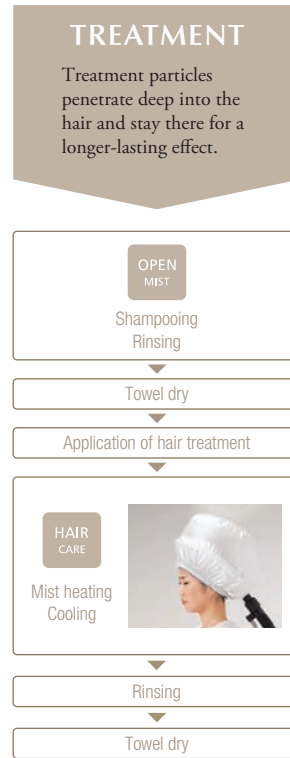 TREATMENT
Treatment particles
penetrate deep into the
hair and stay there for a
longer-lasting effect.
OPEN
MIST
Shampooing
Rinsing
Towel dry
Application of hair treatment
HAIR
CARE
Mist heating
Cooling
Rinsing
Towel dry